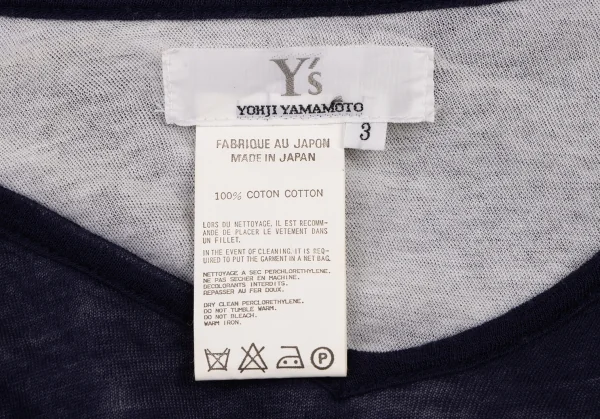 Y's
YOHJI YAMAMOTO
3
FABRIQUE AU JAPON
MADE IN JAPAN
100% COTON COTTON
LORS DU NETTOYAGE, IL EST RECOMM-
ANDE DE PLACER LE VETEMENT DANS
UN FILLET.
IN THE EVENT OF CLEANING, IT IS REQ-
UIRED TO PUT THE GARMENT IN A NET BAG.
NETTOYAGE A SEC PERCHLORETHYLENE.
NE PAS SECHER EN MACHINE.
DECOLORANTS INTERDITS.
REPASSER AU FER DOUX.
DRY CLEAN PERCLORETHYLENE.
DO NOT TUMBLE WARM.
DO NOT BLEACH.
WARM IRON.
P